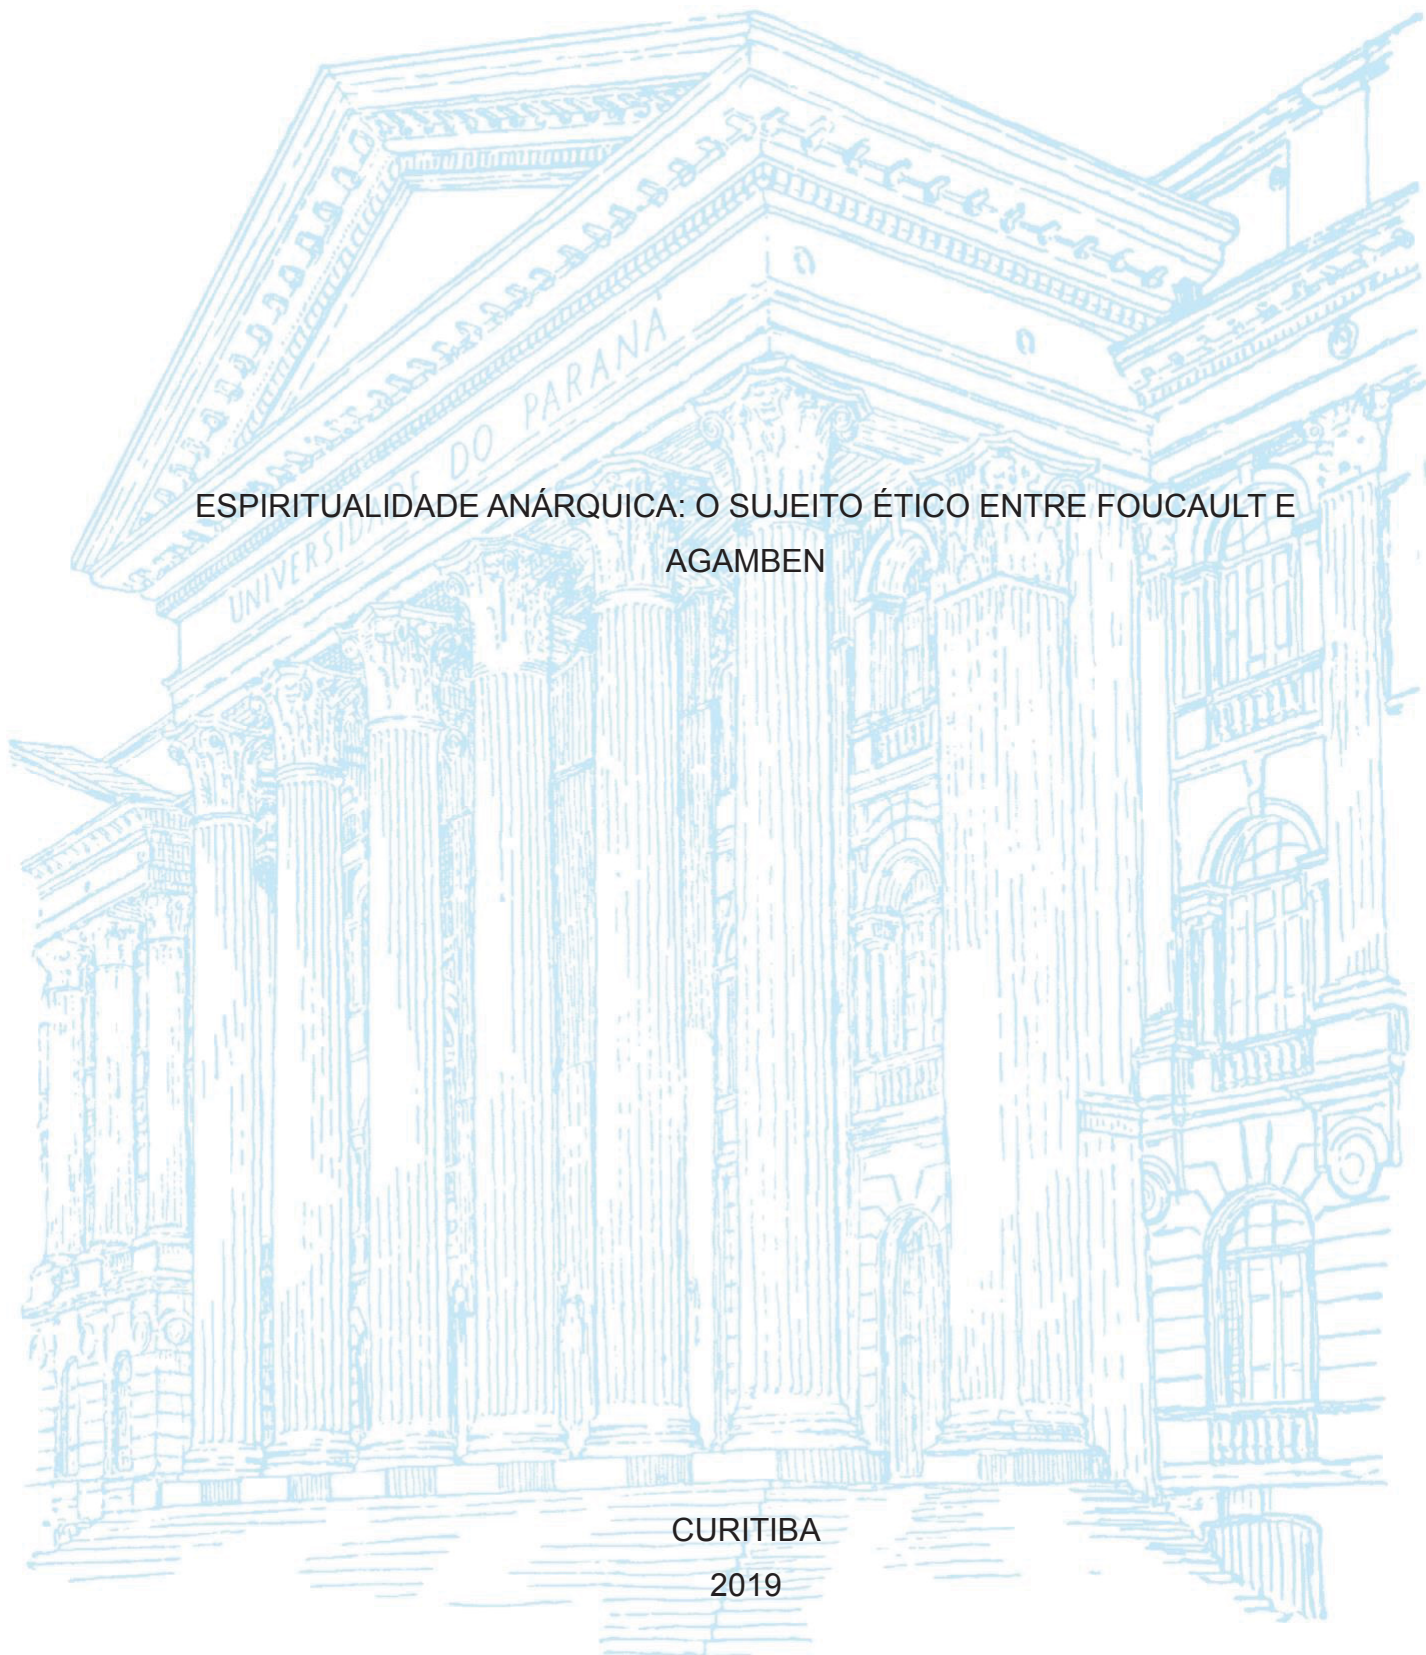 UNIVERSIDADE DO PARANÁ
ESPIRITUALIDADE ANÁRQUICA: O SUJEITO ÉTICO ENTRE FOUCAULT E
AGAMBEN
CURITIBA
2019